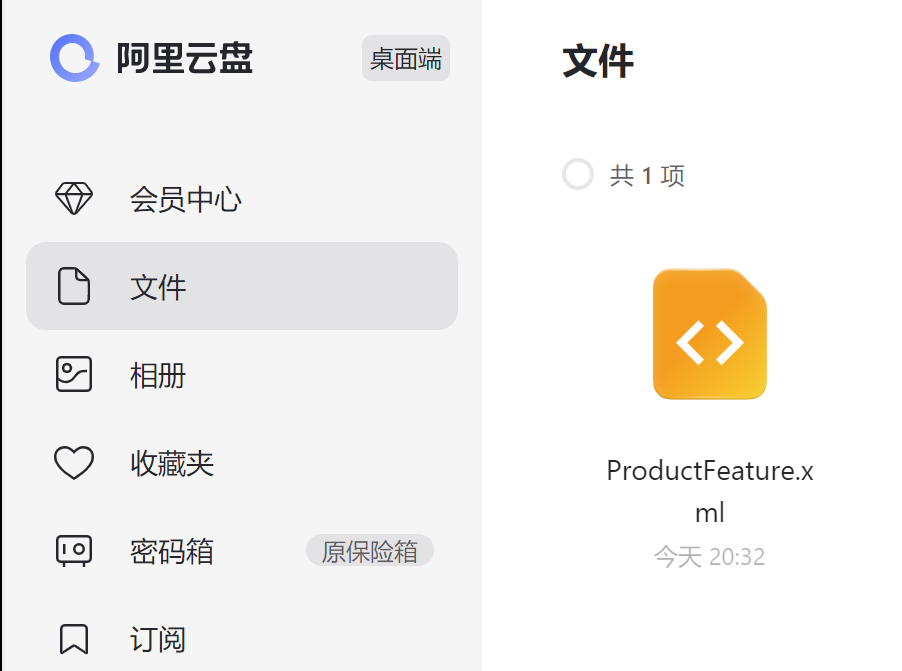 阿里云盘
桌面端
会员中心
文件
相册
收藏夹
密码箱
原保险箱
订阅
文件
共 1 项
ProductFeature.x
ml
今天 20:32